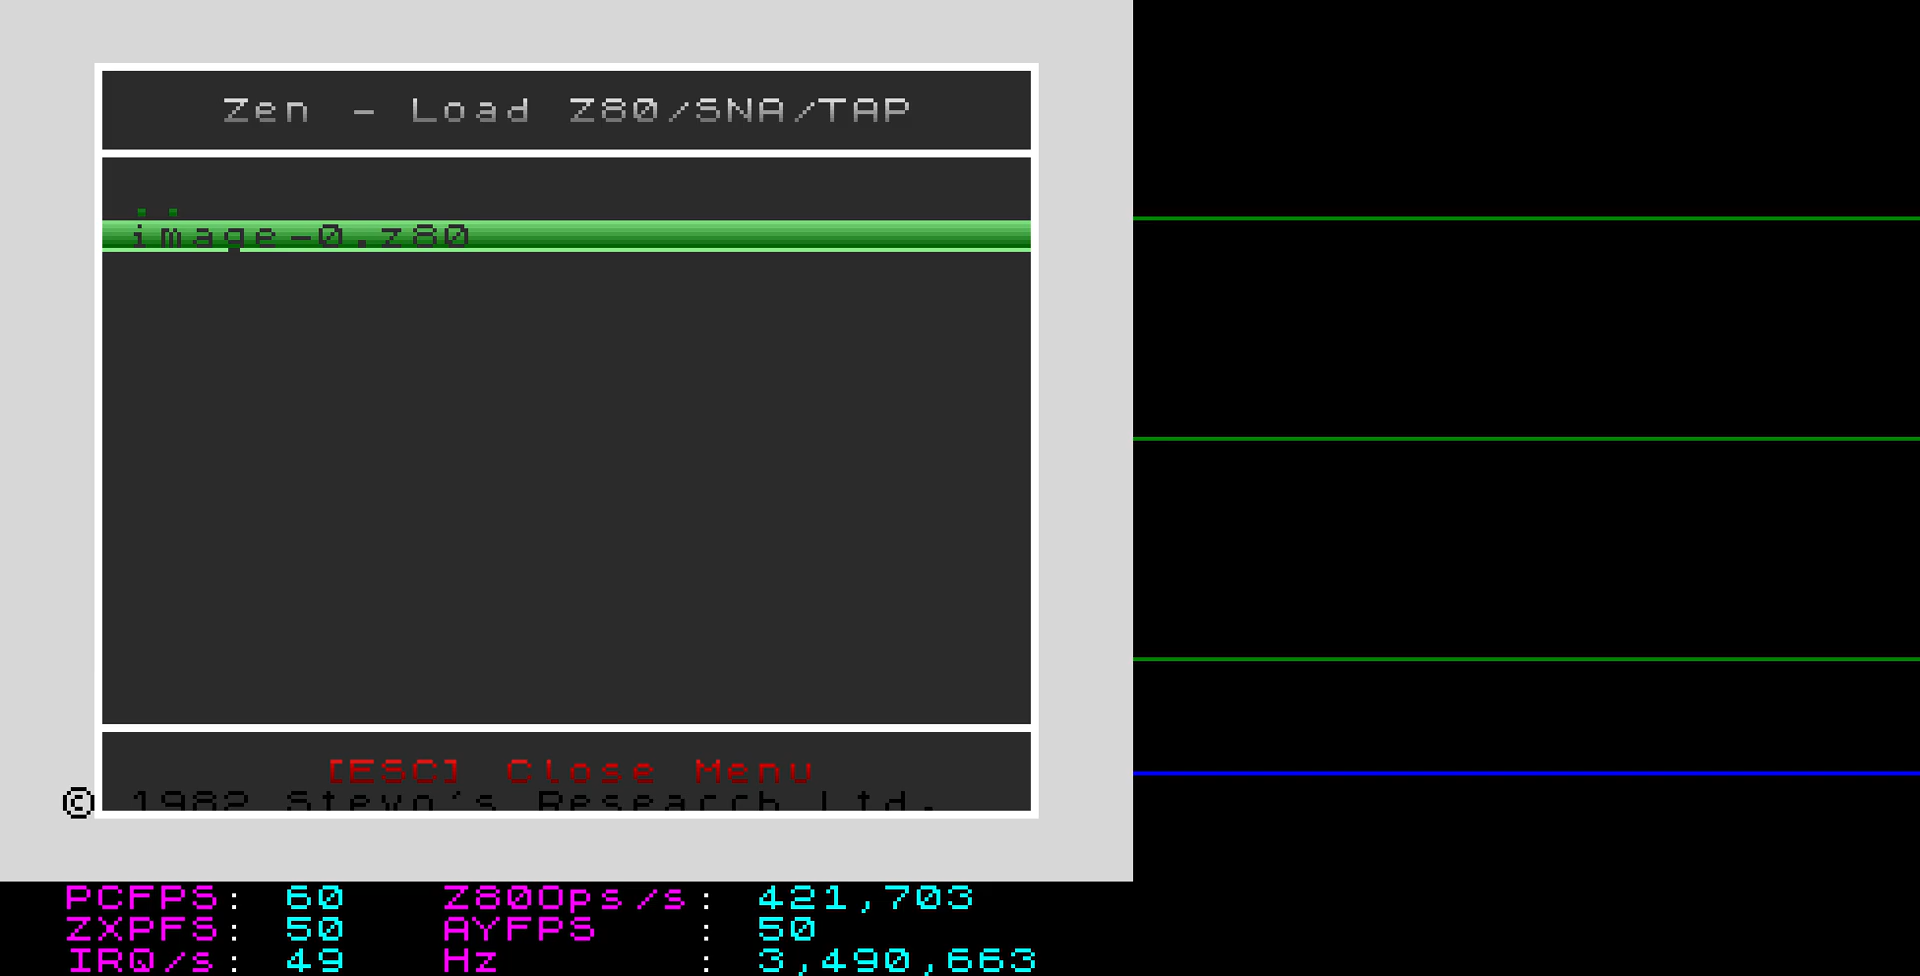 Zen - Load Z80/SNA/TAP
..
image-0.z80
[ESC] Close Menu
© 1982 Stevo's Research Ltd.
PCFPS: 60 Z80Ops/s: 421,703
ZXPFS: 50 AYFPS : 50
IRQ/s: 49 Hz : 3,490,663